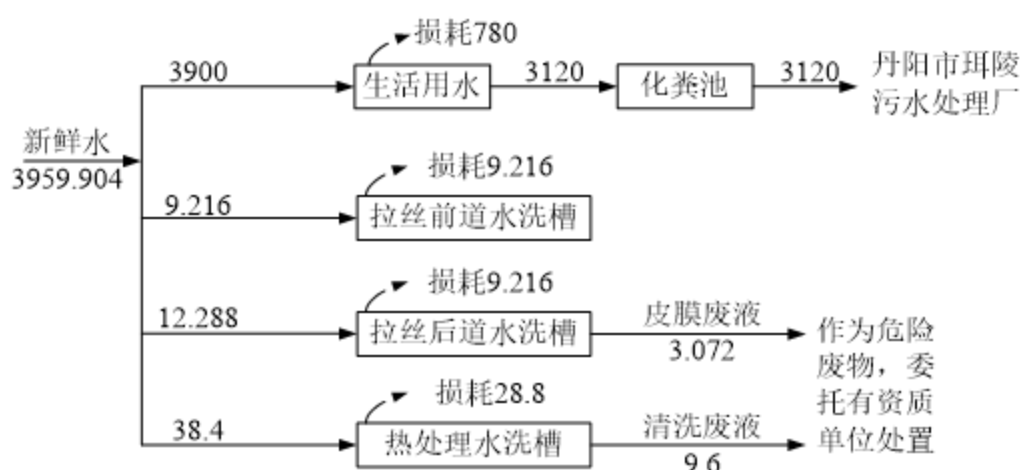 损耗780
3900
生活用水
3120
化粪池
3120
丹阳市珥陵
污水处理厂
新鲜水
3959.904
损耗9.216
9.216
拉丝前道水洗槽
损耗9.216
12.288
拉丝后道水洗槽
皮膜废液
3.072
作为危险
废物，委
托有资质
单位处置
损耗28.8
38.4
热处理水洗槽
清洗废液
9.6